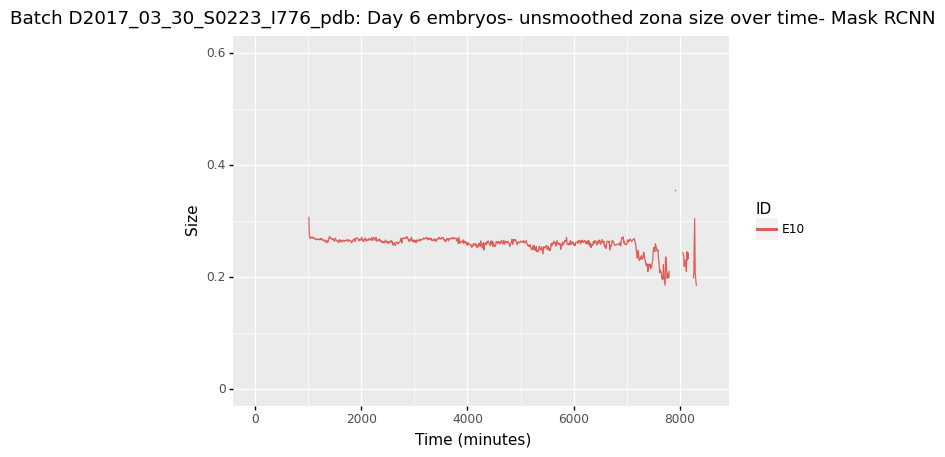 Batch D2017_03_30_S0223_I776_pdb: Day 6 embryos- unsmoothed zona size over time- Mask RCNN
0.6
0.4
0.2
0
Size
0
2000
4000
6000
8000
Time (minutes)
ID
E10